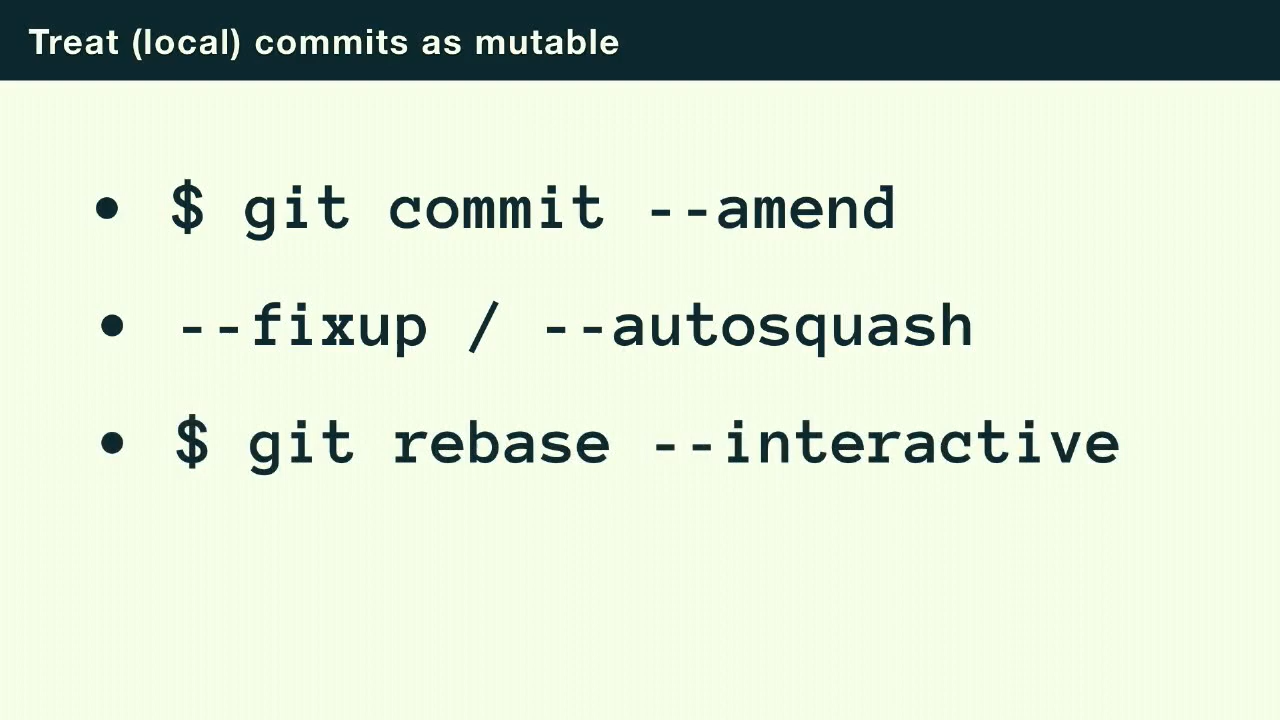 Treat (local) commits as mutable
• $ git commit --amend
• --fixup / --autosquash
• $ git rebase --interactive